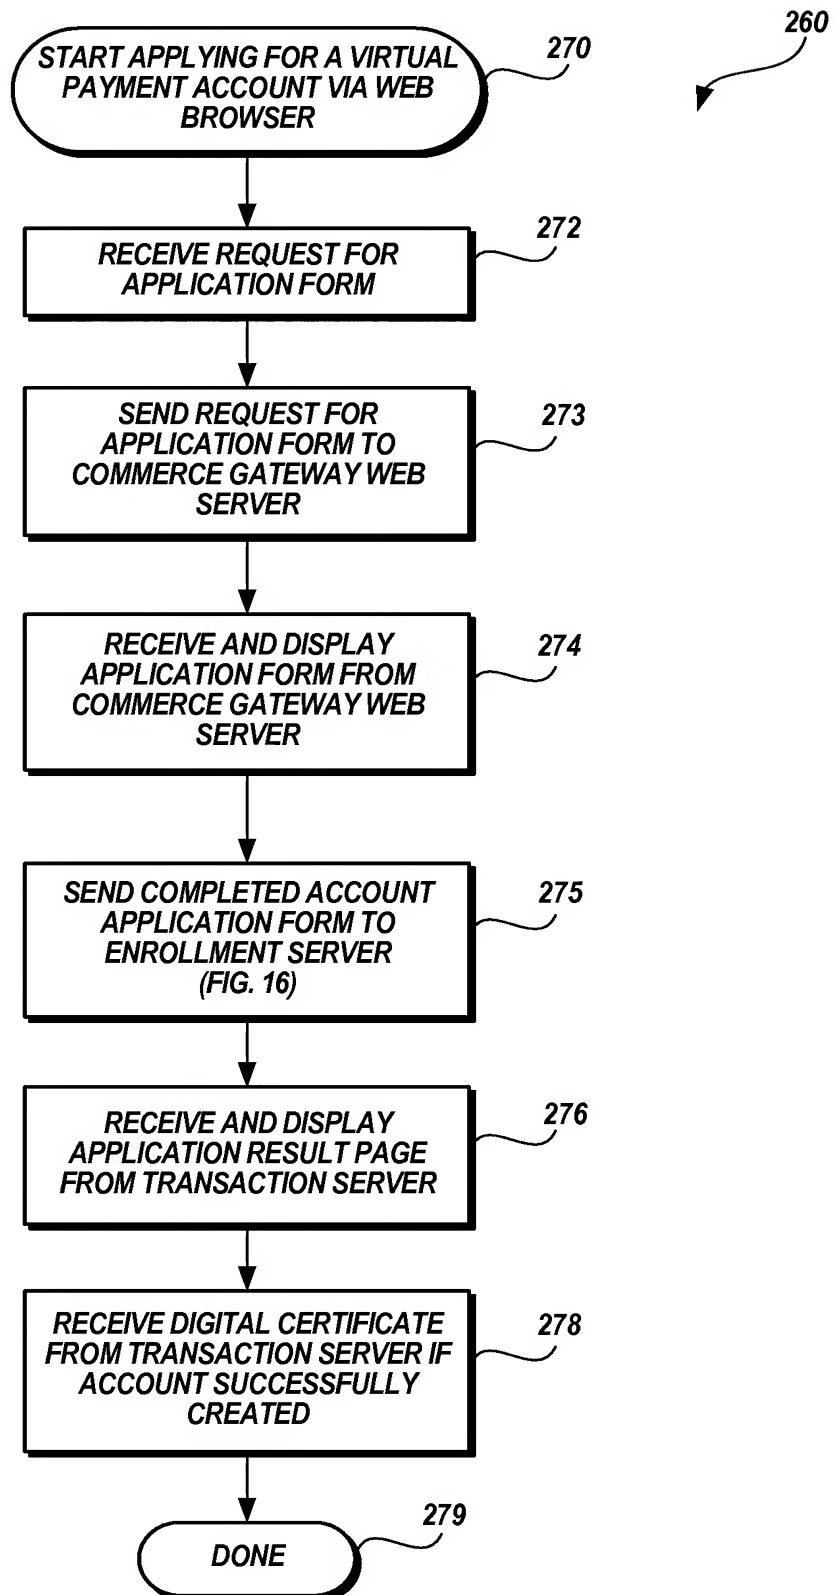 260
START APPLYING FOR A VIRTUAL
PAYMENT ACCOUNT VIA WEB
BROWSER
270
RECEIVE REQUEST FOR
APPLICATION FORM
272
SEND REQUEST FOR
APPLICATION FORM TO
COMMERCE GATEWAY WEB
SERVER
273
RECEIVE AND DISPLAY
APPLICATION FORM FROM
COMMERCE GATEWAY WEB
SERVER
274
SEND COMPLETED ACCOUNT
APPLICATION FORM TO
ENROLLMENT SERVER
(FIG. 16)
275
RECEIVE AND DISPLAY
APPLICATION RESULT PAGE
FROM TRANSACTION SERVER
276
RECEIVE DIGITAL CERTIFICATE
FROM TRANSACTION SERVER IF
ACCOUNT SUCCESSFULLY
CREATED
278
DONE
279